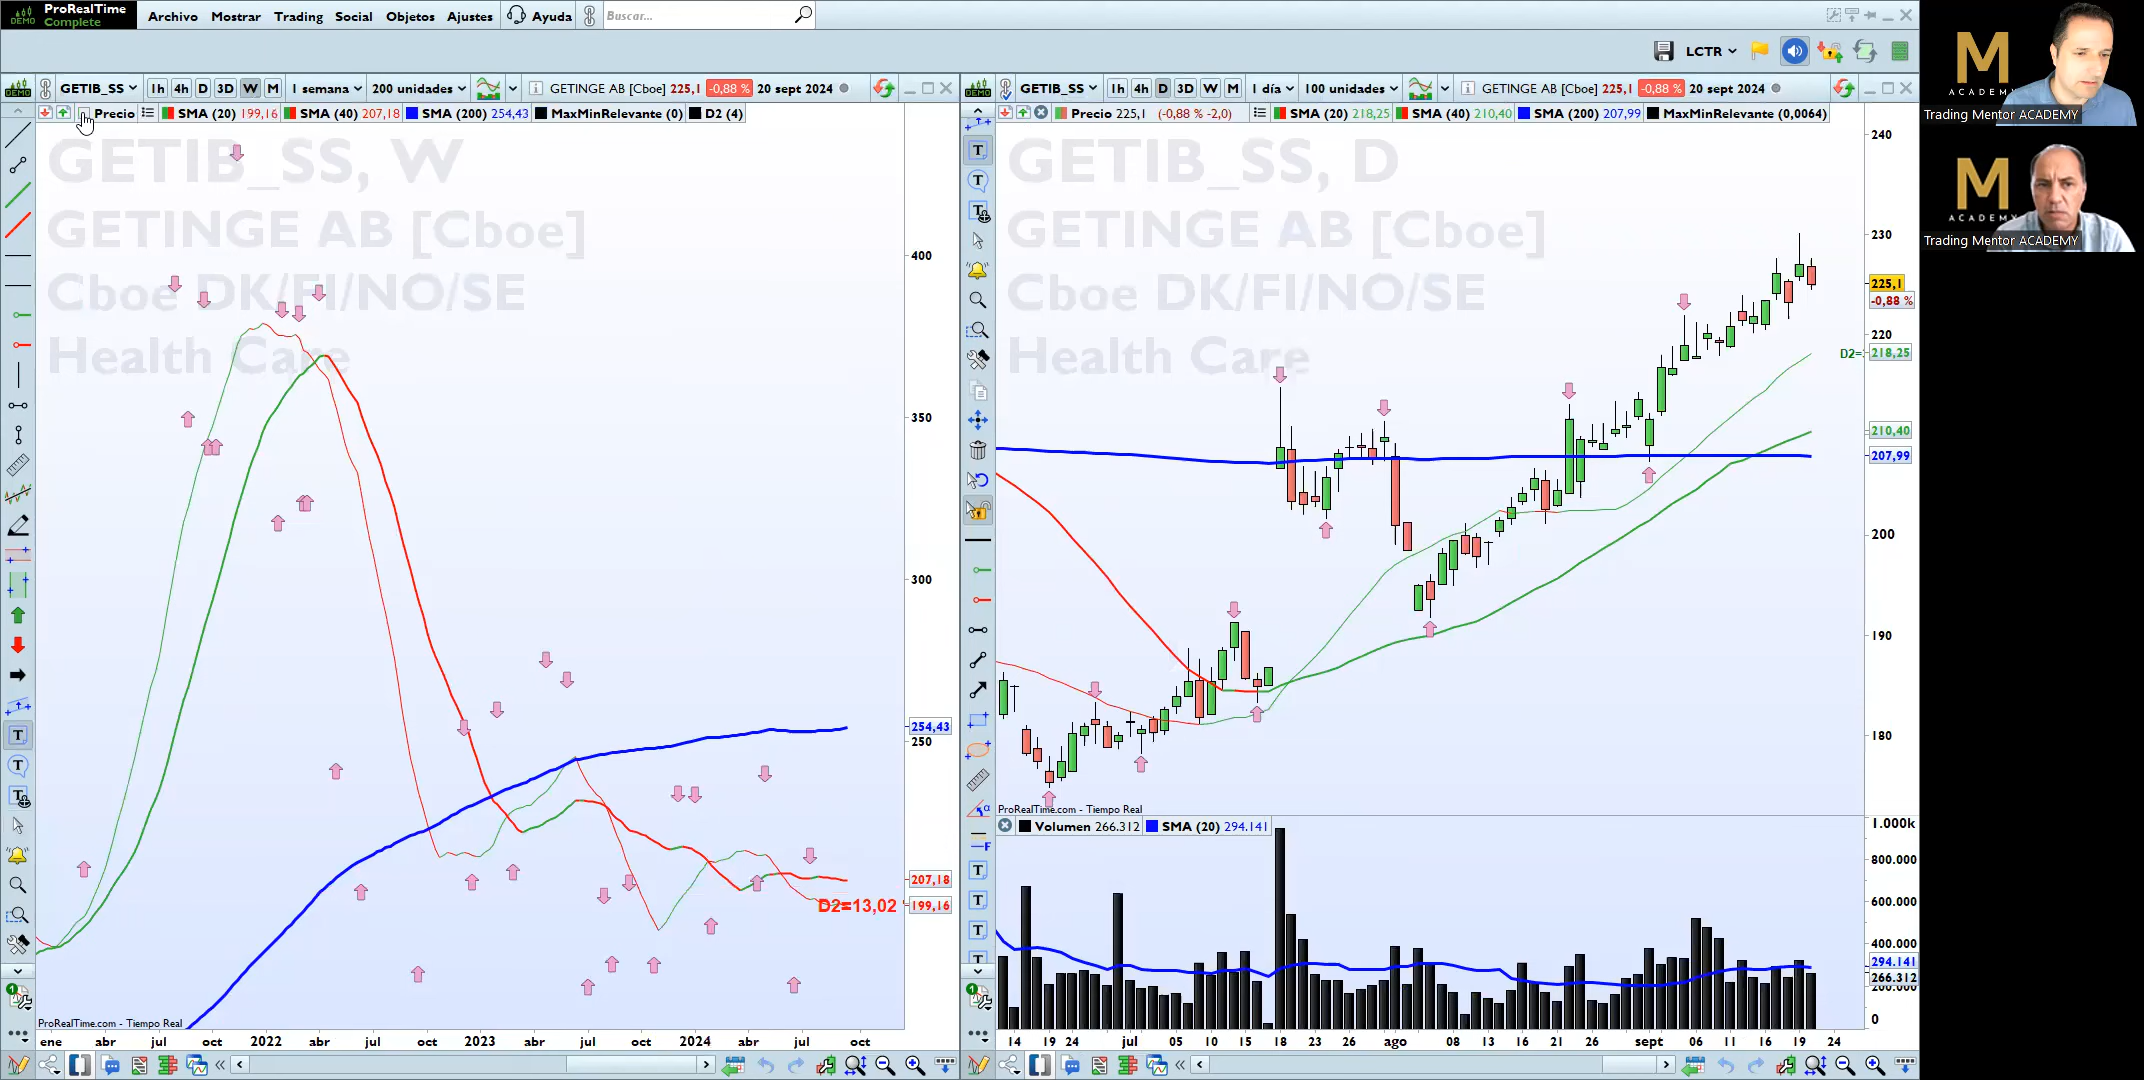 DEMO
ProRealTime
Complete
Archivo Mostrar Trading Social Objetos Ajustes Ayuda Buscar...
LCTR
DEMO
GETIB_SS 1h 4h D 3D W M 1 semana 200 unidades GETINGE AB [Cboe] 225,1 -0,88 % 20 sept 2024
Precio SMA (20) 199,16 SMA (40) 207,18 SMA (200) 254,43 MaxMinRelevante (0) D2 (4)
GETIB_SS, W
GETINGE AB [Cboe]
Cboe DK/FI/NO/SE
Health Care
400
350
300
254,43
250
207,18
D2=13,02
199,16
ProRealTime.com - Tiempo Real
ene abr jul oct 2022 abr jul oct 2023 abr jul oct 2024 abr jul oct
DEMO
GETIB_SS 1h 4h D 3D W M 1 día 100 unidades GETINGE AB [Cboe] 225,1 -0,88 % 20 sept 2024
Precio 225,1 (-0,88 % -2,0) SMA (20) 218,25 SMA (40) 210,40 SMA (200) 207,99 MaxMinRelevante (0,0064)
GETIB_SS, D
GETINGE AB [Cboe]
Cboe DK/FI/NO/SE
Health Care
240
230
225,1
-0,88 %
220
D2= 218,25
210,40
207,99
200
190
180
ProRealTime.com - Tiempo Real
Volumen 266.312 SMA (20) 294.141
1.000k
800.000
600.000
400.000
294.141
266.312
200.000
0
14 19 24 jul 05 10 15 18 23 26 ago 08 13 16 21 26 sept 06 11 16 19 24
M
ACADEMY
Trading Mentor ACADEMY
M
ACADEMY
Trading Mentor ACADEMY